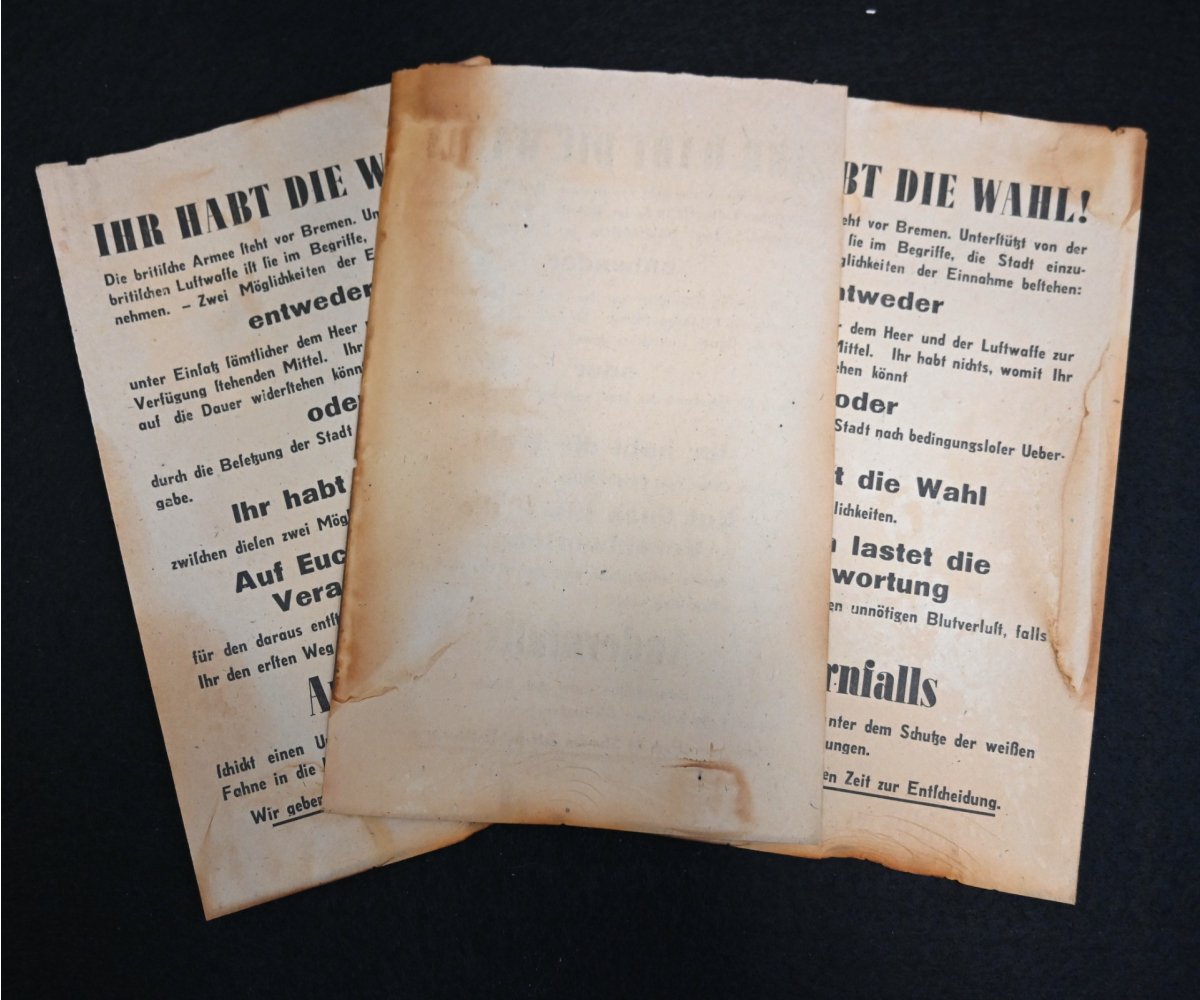 IHR HABT DIE W
Die britiſche Armee ſteht vor Bremen. Un
britiſchen Luftwaffe iſt ſie im Begriffe,
nehmen. – Zwei Möglichkeiten der E
entweder
unter Einſatz ſämtlicher dem Heer
Verfügung ſtehenden Mittel. Ihr
auf die Dauer widerſtehen könn
oder
durch die Beſetzung der Stadt
gabe.
Ihr habt
zwiſchen dieſen zwei Mög
Auf Euc
Vera
für den daraus entſt
Ihr den erſten Weg
A
ſchickt einen U
Fahne in die
Wir geben
BT DIE WAHL!
eht vor Bremen. Unterſtützt von der
ſie im Begriffe, die Stadt einzu-
glichkeiten der Einnahme beſtehen:
ntweder
r dem Heer und der Luftwaffe zur
Mittel. Ihr habt nichts, womit Ihr
ehen könnt
oder
Stadt nach bedingungsloſer Ueber-
t die Wahl
lichkeiten.
n lastet die
wortung
en unnötigen Blutverluſt, falls
rnfalls
unter dem Schutze der weißen
ungen.
en Zeit zur Entſcheidung.